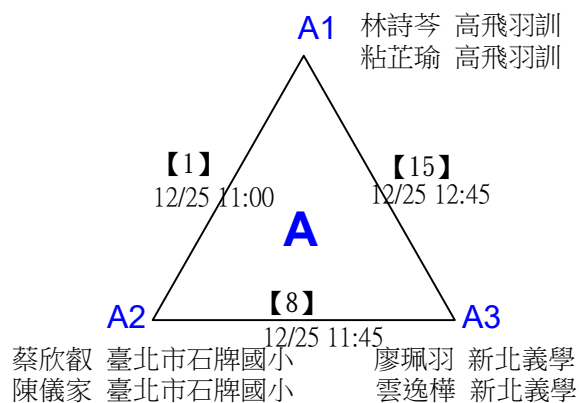 A1 林詩芩 高飛羽訓
粘芷瑜 高飛羽訓
【1】 【15】
12/25 11:00 12/25 12:45
A
【8】
A2 A3
12/25 11:45
蔡欣叡 臺北市石牌國小 廖珮羽 新北義學
陳儀家 臺北市石牌國小 雲逸樺 新北義學